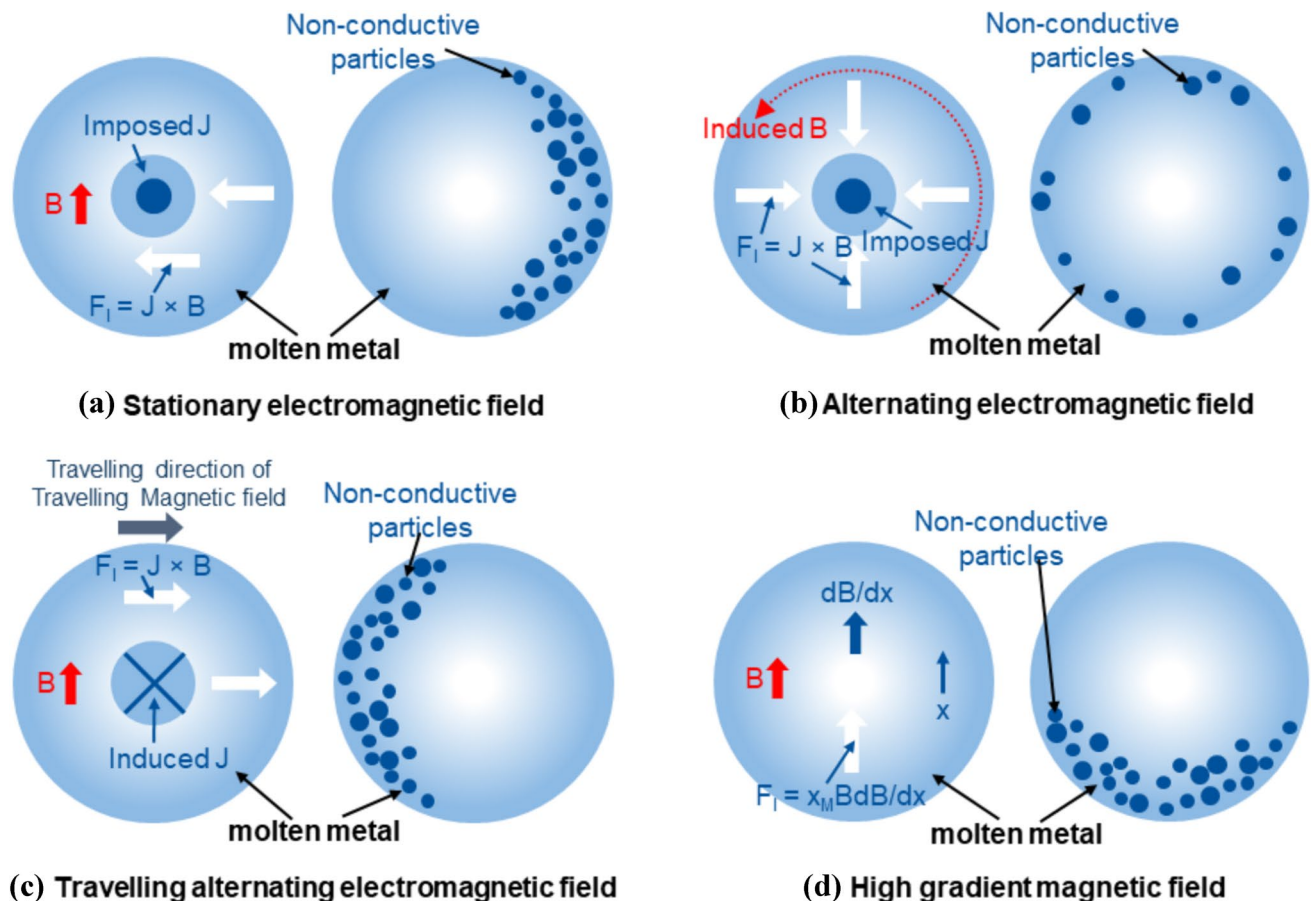 Non-conductive
particles
Imposed J
B
F_I = J × B
molten metal
(a) Stationary electromagnetic field
Non-conductive
particles
Induced B
F_I = J × B
Imposed J
molten metal
(b) Alternating electromagnetic field
Travelling direction of
Travelling Magnetic field
F_I = J × B
Non-conductive
particles
B
Induced J
molten metal
(c) Travelling alternating electromagnetic field
Non-conductive
particles
dB/dx
B
x
F_I = x_MBdB/dx
molten metal
(d) High gradient magnetic field